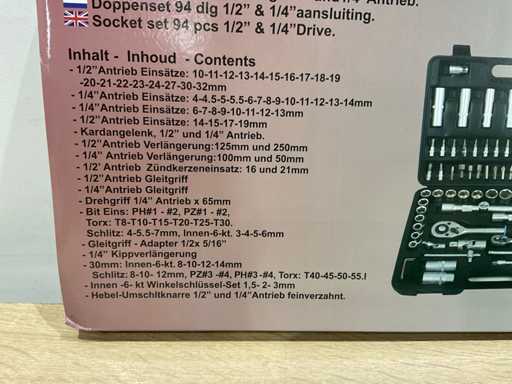 Antrieb.
Doppenset 94 dlg 1/2" & 1/4"aansluiting.
Socket set 94 pcs 1/2" & 1/4"Drive.
Inhalt - Inhoud - Contents
- 1/2"Antrieb Einsätze: 10-11-12-13-14-15-16-17-18-19
-20-21-22-23-24-27-30-32mm
- 1/4"Antrieb Einsätze: 4-4.5-5-5.5-6-7-8-9-10-11-12-13-14mm
- 1/4"Antrieb Einsätze: 6-7-8-9-10-11-12-13mm
- 1/2"Antrieb Einsätze: 14-15-17-19mm
- Kardangelenk, 1/2" und 1/4" Antrieb.
- 1/2"Antrieb Verlängerung:125mm und 250mm
- 1/4" Antrieb Verlängerung:100mm und 50mm
- 1/2' Antrieb Zündkerzeneinsatz: 16 und 21mm
- 1/2"Antrieb Gleitgriff
- 1/4"Antrieb Gleitgriff
- Drehgriff 1/4" Antrieb x 65mm
- Bit Eins: PH#1 - #2, PZ#1 - #2,
Torx: T8-T10-T15-T20-T25-T30.
Schlitz: 4-5.5-7mm, Innen-6-kt. 3-4-5-6mm
- Gleitgriff - Adapter 1/2x 5/16"
- 1/4" Kippverlängerung
- 30mm: Innen-6-kt. 8-10-12-14mm
Schlitz: 8-10- 12mm, PZ#3 -#4, PH#3 -#4, Torx: T40-45-50-55.I
- Innen -6- kt Winkelschlüssel-Set 1,5- 2- 3mm
- Hebel-Umschltknarre 1/2" und 1/4"Antrieb feinverzahnt.